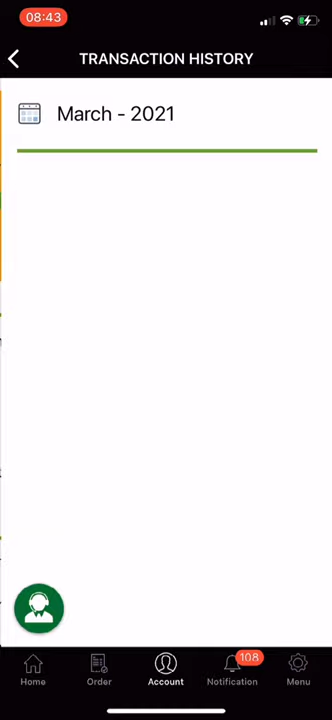 08:43
TRANSACTION HISTORY
March - 2021
108
Home
Order
Account
Notification
Menu